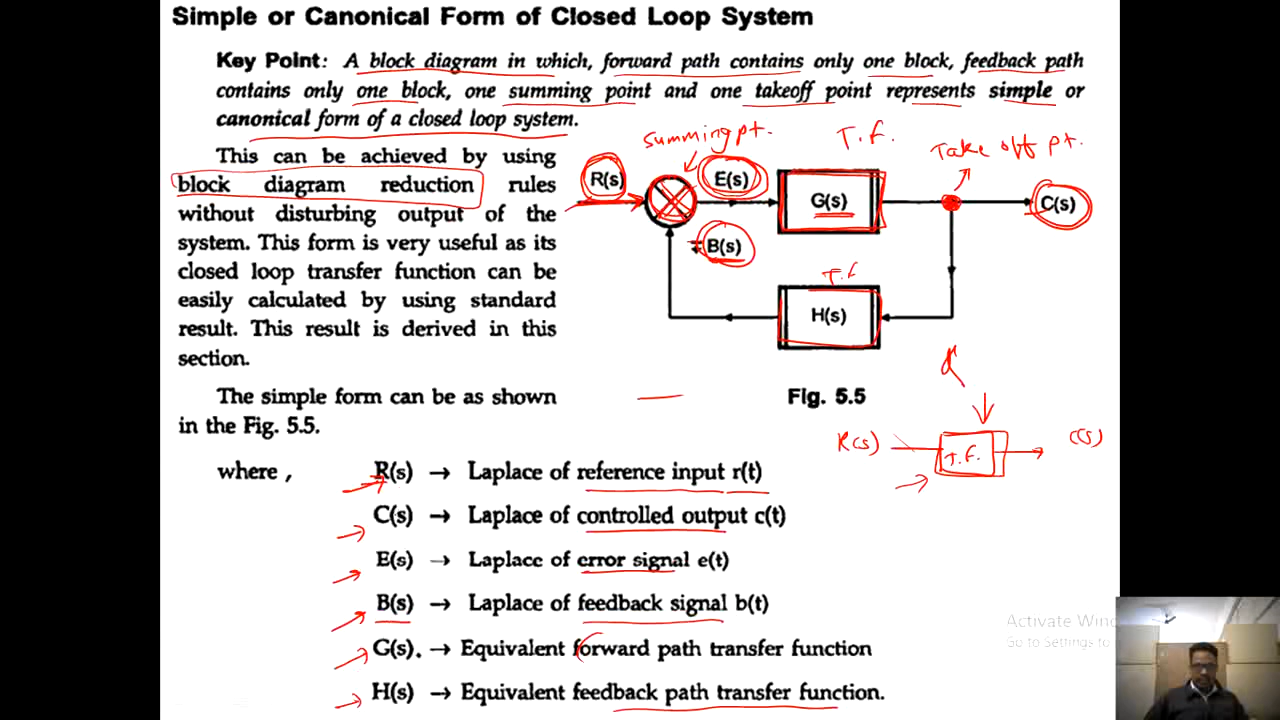 Simple or Canonical Form of Closed Loop System
Key Point: A block diagram in which, forward path contains only one block, feedback path
contains only one block, one summing point and one takeoff point represents simple or
canonical form of a closed loop system.
This can be achieved by using
block diagram reduction rules
without disturbing output of the
system. This form is very useful as its
closed loop transfer function can be
easily calculated by using standard
result. This result is derived in this
section.
The simple form can be as shown
in the Fig. 5.5.
summing pt.
T.F.
Take off pt.
R(s)
E(s)
G(s)
C(s)
B(s)
T.F
H(s)
Fig. 5.5
R(s)
T.F.
C(s)
where ,
R(s) → Laplace of reference input r(t)
C(s) → Laplace of controlled output c(t)
E(s) → Laplace of error signal e(t)
B(s) → Laplace of feedback signal b(t)
G(s). → Equivalent forward path transfer function
H(s) → Equivalent feedback path transfer function.
Activate Win
Go to Settings to